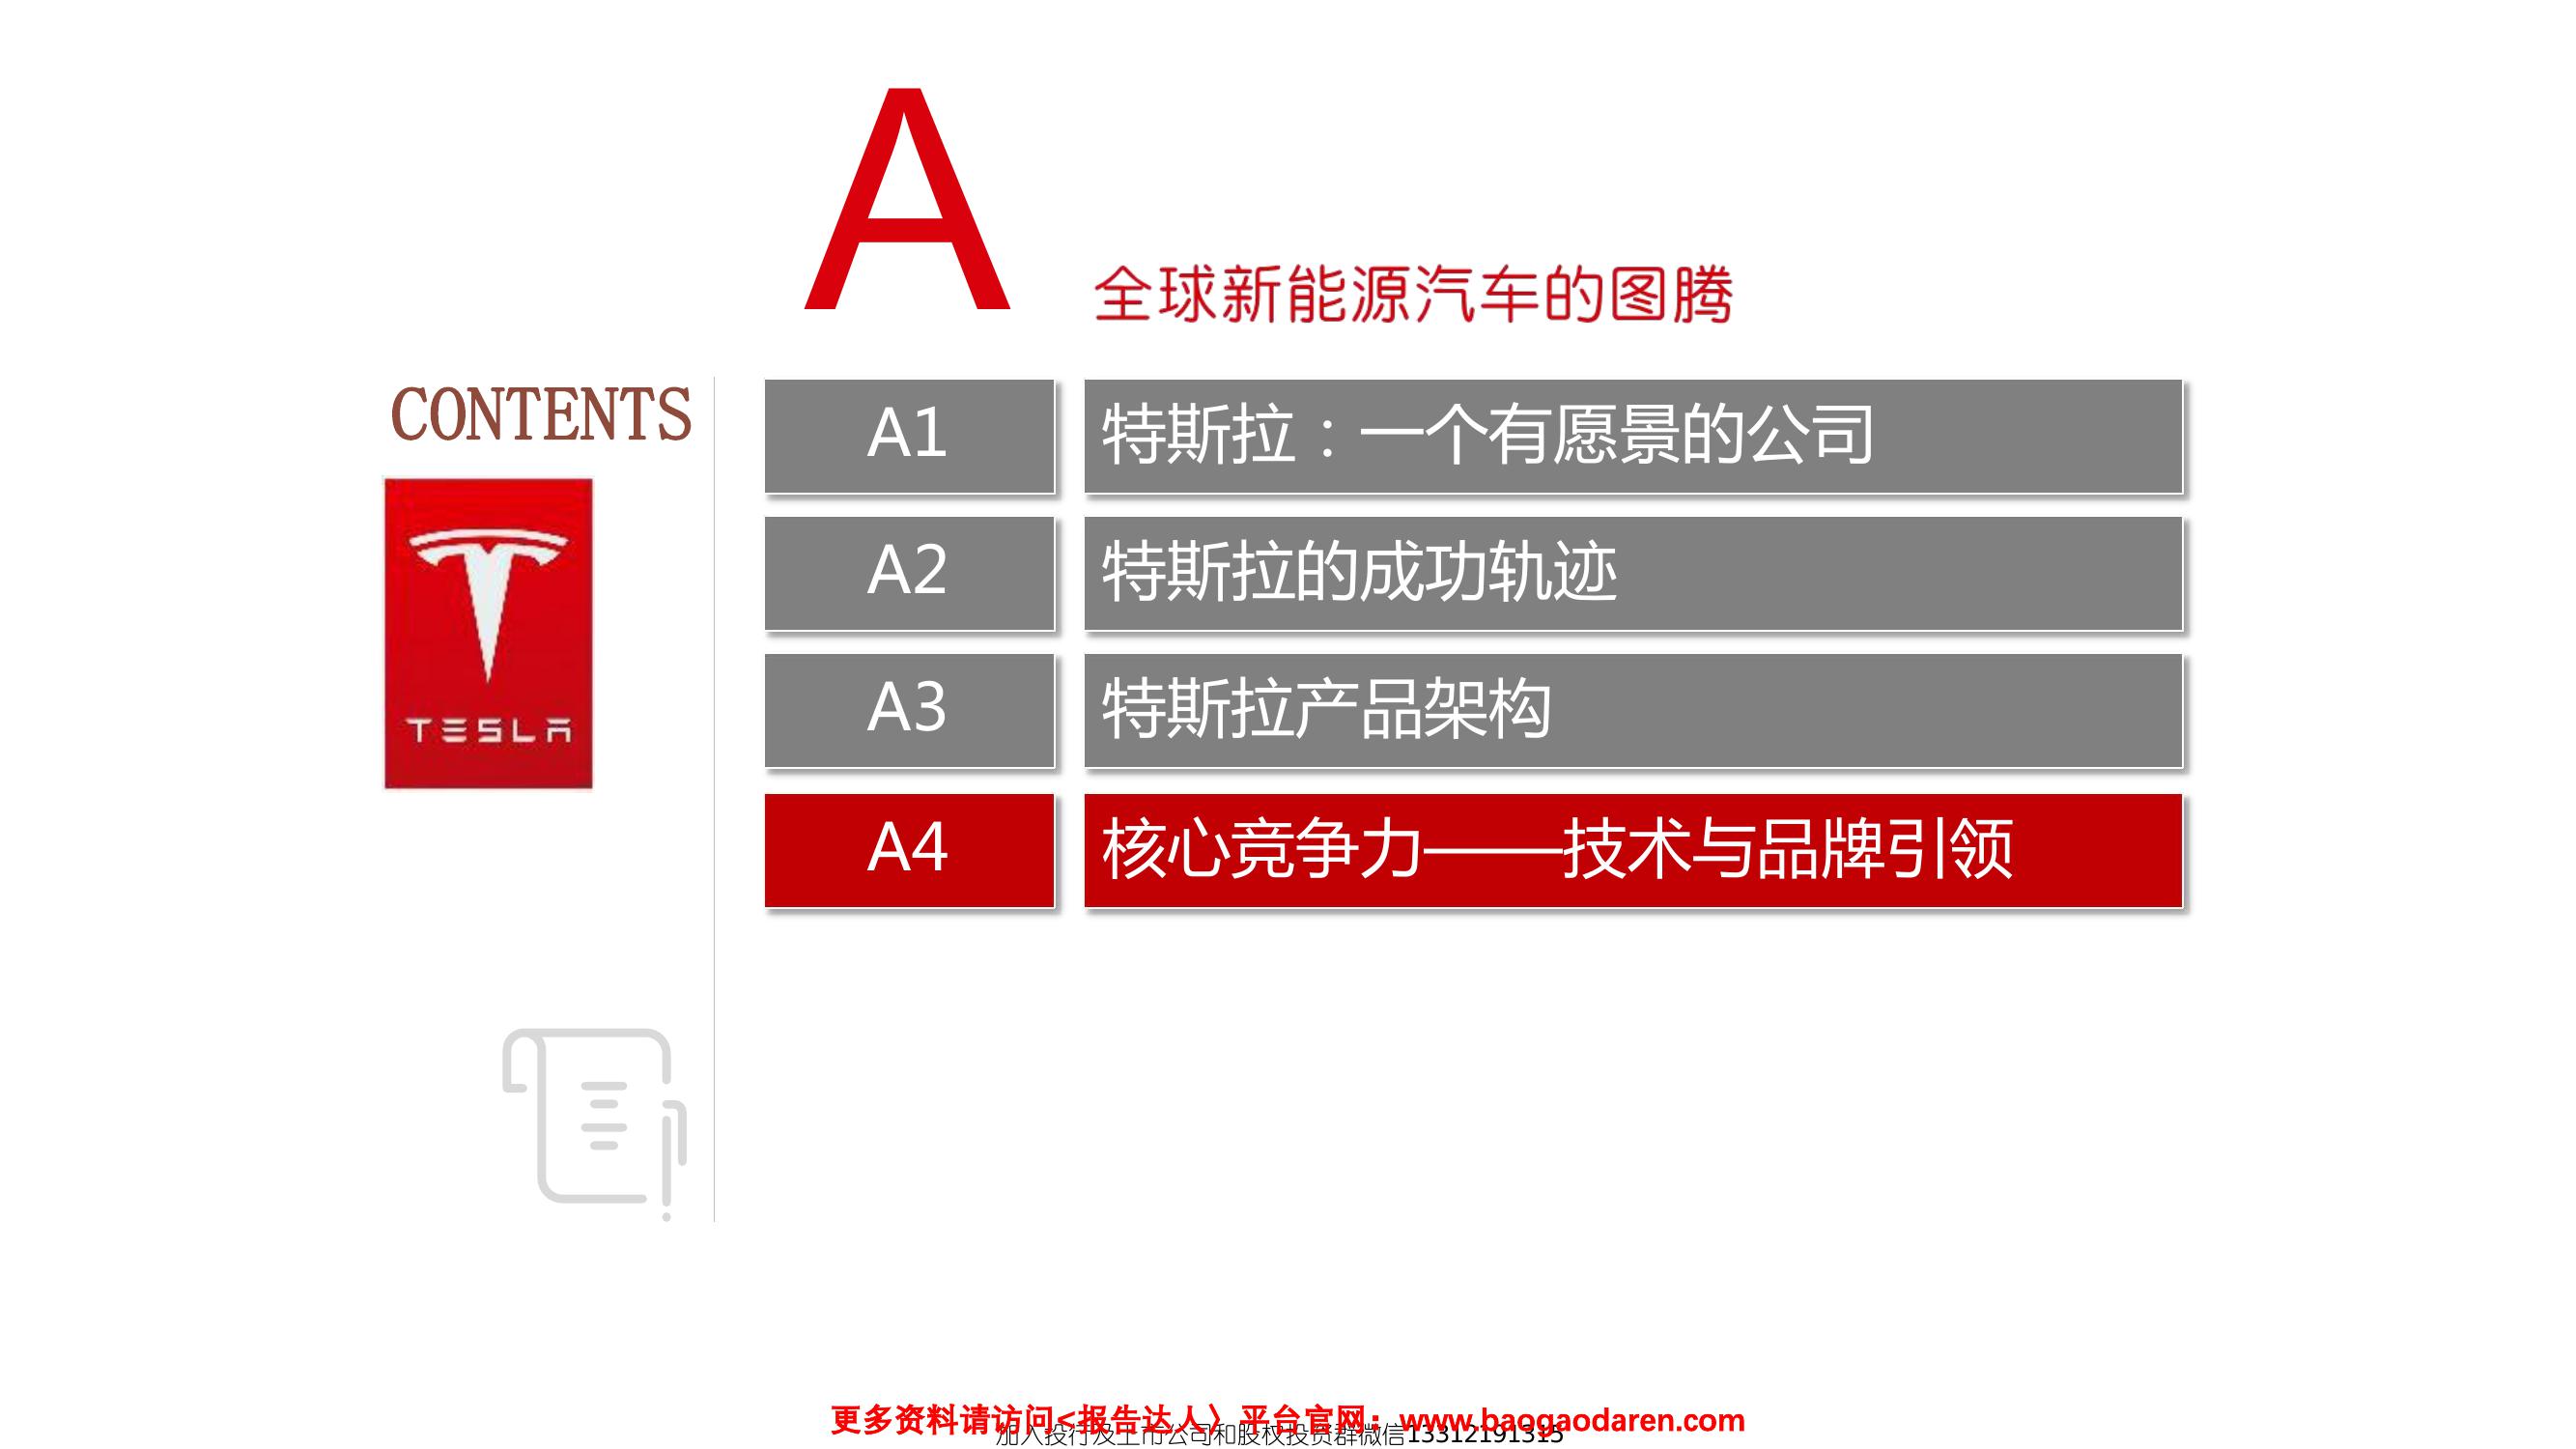 A
全球新能源汽车的图腾
CONTENTS
TESLA
A1 特斯拉：一个有愿景的公司
A2 特斯拉的成功轨迹
A3 特斯拉产品架构
A4 核心竞争力——技术与品牌引领
更多资料请访问<报告达人〉平台官网：www.baogaodaren.com
加入投行及上市公司和股权投资群微信13312191315